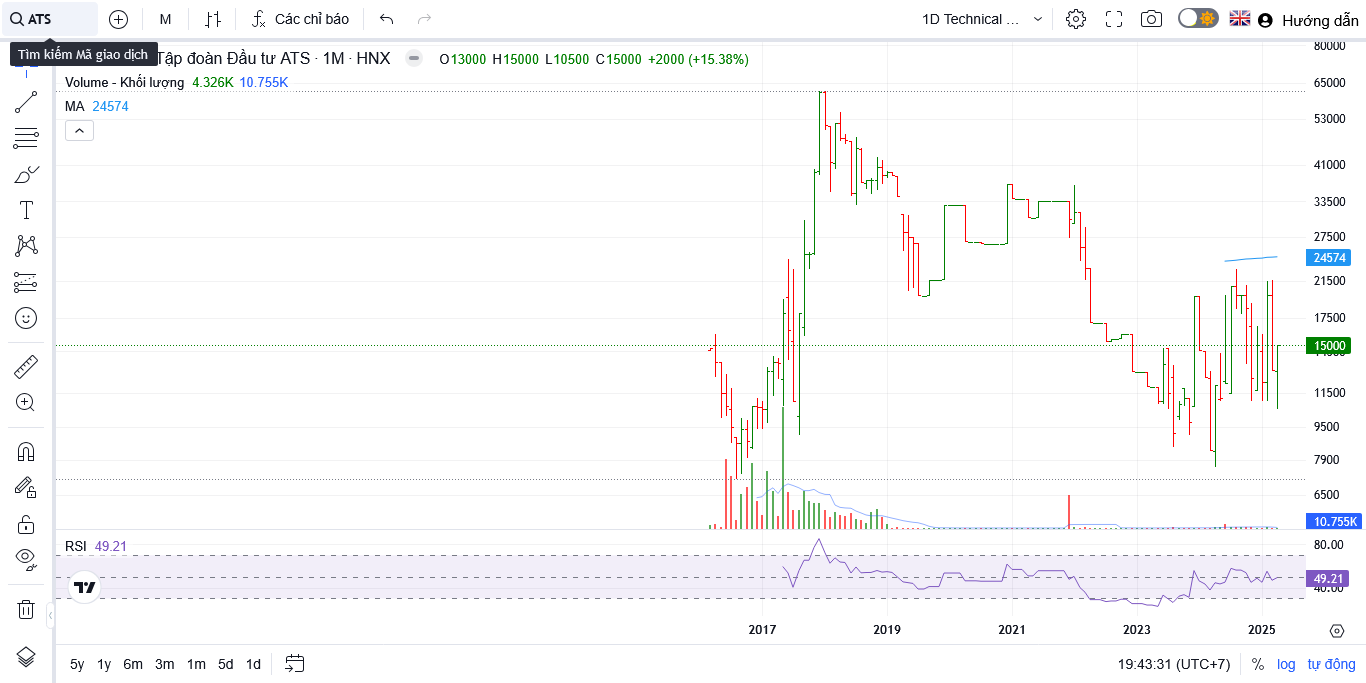 ATS
M
Các chỉ báo
1D Technical ...
Hướng dẫn
Tìm kiếm Mã giao dịch
Tập đoàn Đầu tư ATS · 1M · HNX
O13000 H15000 L10500 C15000 +2000 (+15.38%)
Volume - Khối lượng 4.326K 10.755K
MA 24574
80000
65000
53000
41000
33500
27500
24574
21500
17500
15000
11500
9500
7900
6500
10.755K
RSI 49.21
80.00
49.21
40.00
2017
2019
2021
2023
2025
5y 1y 6m 3m 1m 5d 1d
19:43:31 (UTC+7)
%
log
tự động